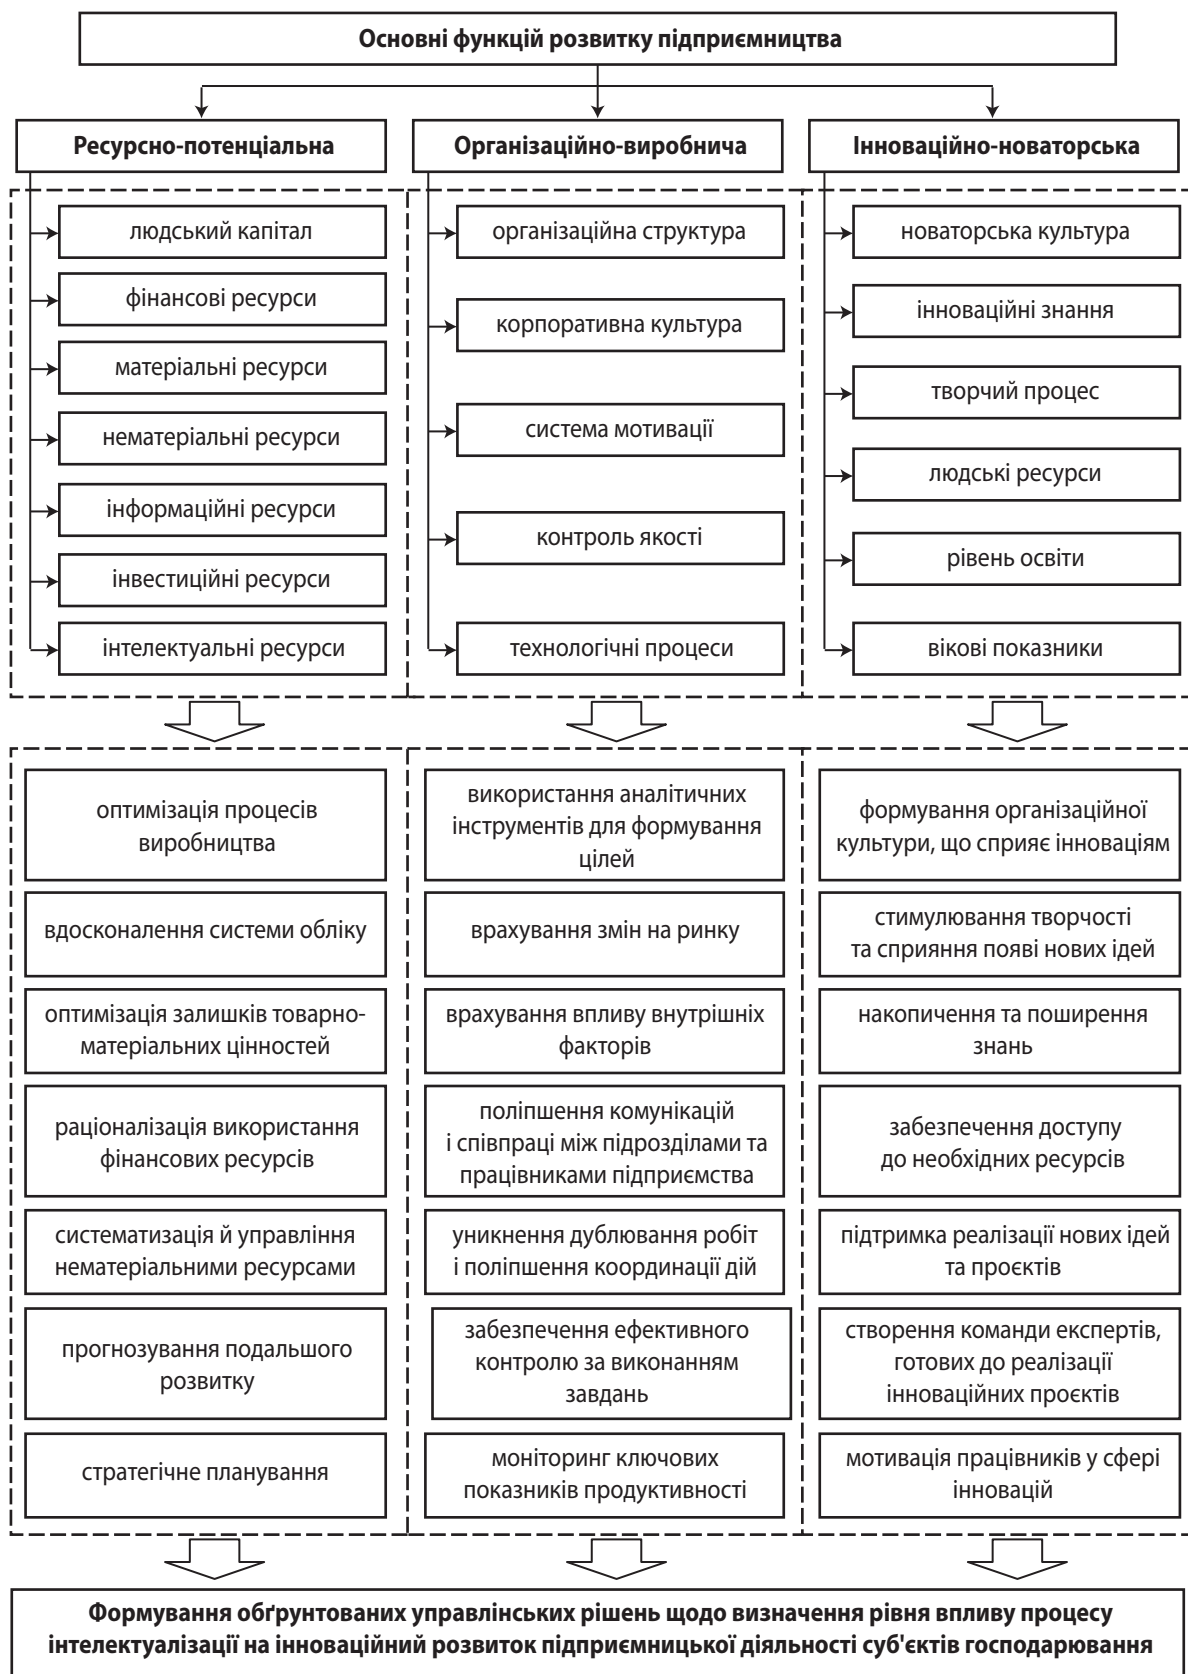 Основні функцій розвитку підприємництва
Ресурсно-потенціальна
Організаційно-виробнича
Інноваційно-новаторська
людський капітал
фінансові ресурси
матеріальні ресурси
нематеріальні ресурси
інформаційні ресурси
інвестиційні ресурси
інтелектуальні ресурси
організаційна структура
корпоративна культура
система мотивації
контроль якості
технологічні процеси
новаторська культура
інноваційні знання
творчий процес
людські ресурси
рівень освіти
вікові показники
оптимізація процесів
виробництва
вдосконалення системи обліку
оптимізація залишків товарно-
матеріальних цінностей
раціоналізація використання
фінансових ресурсів
систематизація й управління
нематеріальними ресурсами
прогнозування подальшого
розвитку
стратегічне планування
використання аналітичних
інструментів для формування
цілей
врахування змін на ринку
врахування впливу внутрішніх
факторів
поліпшення комунікацій
і співпраці між підрозділами та
працівниками підприємства
уникнення дублювання робіт
і поліпшення координації дій
забезпечення ефективного
контролю за виконанням
завдань
моніторинг ключових
показників продуктивності
формування організаційної
культури, що сприяє інноваціям
стимулювання творчості
та сприяння появі нових ідей
накопичення та поширення
знань
забезпечення доступу
до необхідних ресурсів
підтримка реалізації нових ідей
та проєктів
створення команди експертів,
готових до реалізації
інноваційних проєктів
мотивація працівників у сфері
інновацій
Формування обґрунтованих управлінських рішень щодо визначення рівня впливу процесу
інтелектуалізації на інноваційний розвиток підприємницької діяльності суб'єктів господарювання